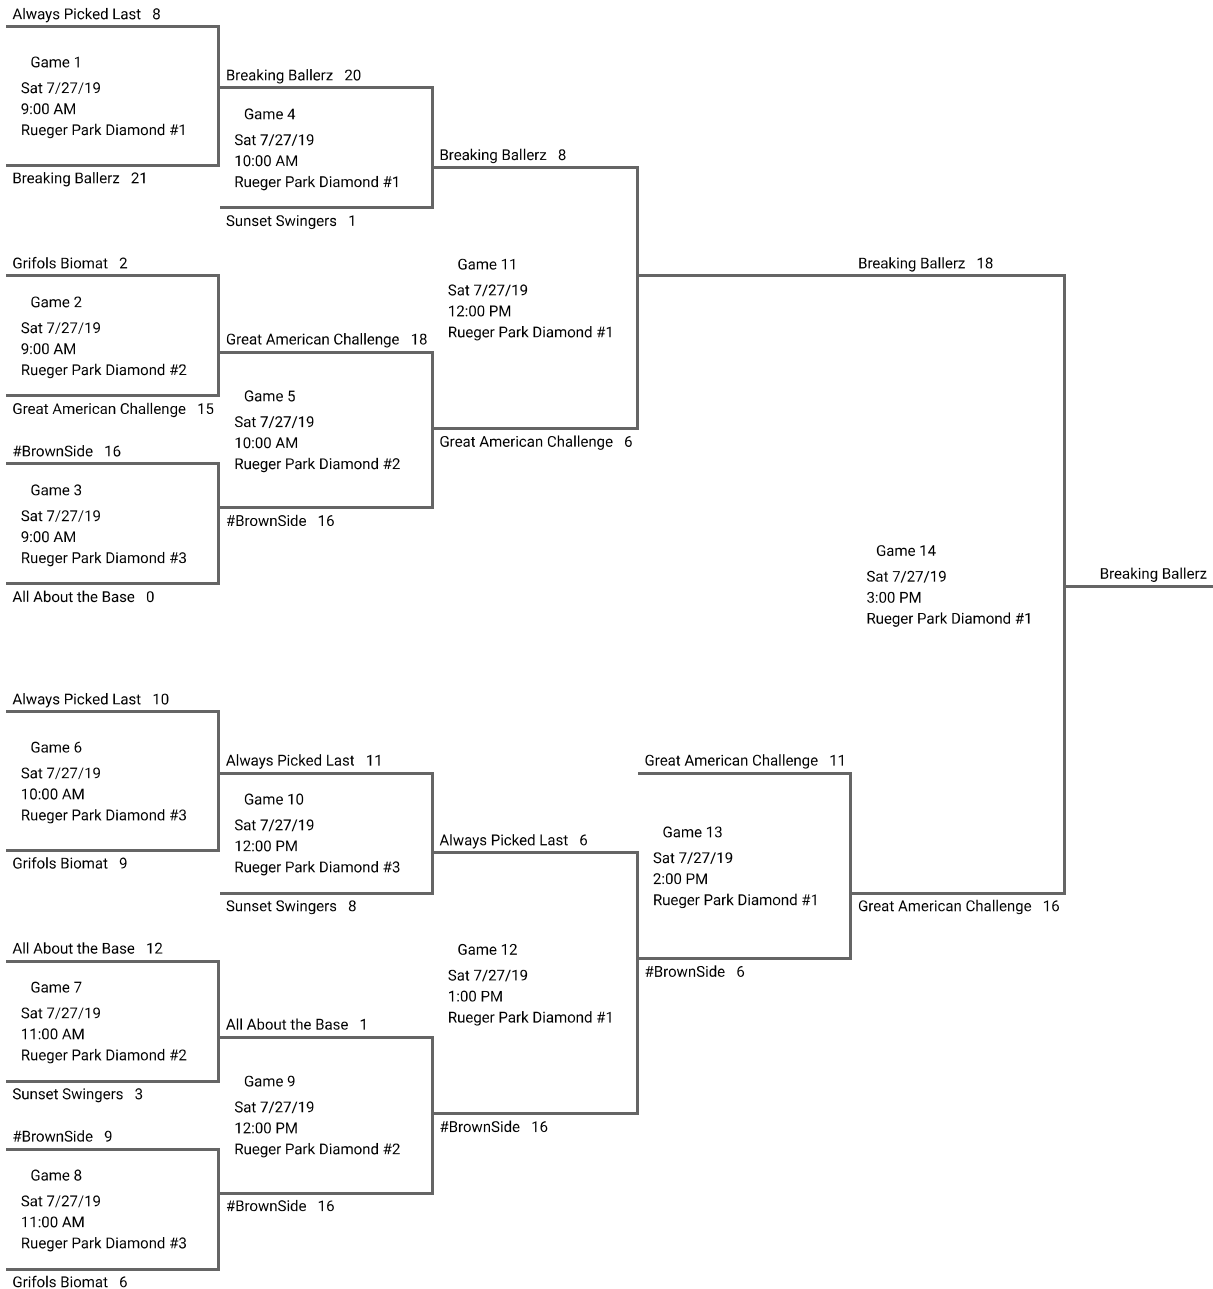 Always Picked Last 8
Game 1
Sat 7/27/19
9:00 AM
Rueger Park Diamond #1
Breaking Ballerz 21
Breaking Ballerz 20
Game 4
Sat 7/27/19
10:00 AM
Rueger Park Diamond #1
Sunset Swingers 1
Breaking Ballerz 8
Game 11
Sat 7/27/19
12:00 PM
Rueger Park Diamond #1
Great American Challenge 6
Grifols Biomat 2
Game 2
Sat 7/27/19
9:00 AM
Rueger Park Diamond #2
Great American Challenge 15
Great American Challenge 18
Game 5
Sat 7/27/19
10:00 AM
Rueger Park Diamond #2
#BrownSide 16
#BrownSide 16
Game 3
Sat 7/27/19
9:00 AM
Rueger Park Diamond #3
All About the Base 0
Breaking Ballerz 18
Game 14
Sat 7/27/19
3:00 PM
Rueger Park Diamond #1
Breaking Ballerz
Always Picked Last 10
Game 6
Sat 7/27/19
10:00 AM
Rueger Park Diamond #3
Grifols Biomat 9
Always Picked Last 11
Game 10
Sat 7/27/19
12:00 PM
Rueger Park Diamond #3
Sunset Swingers 8
Always Picked Last 6
Game 12
Sat 7/27/19
1:00 PM
Rueger Park Diamond #1
#BrownSide 16
Great American Challenge 11
Game 13
Sat 7/27/19
2:00 PM
Rueger Park Diamond #1
#BrownSide 6
Great American Challenge 16
All About the Base 12
Game 7
Sat 7/27/19
11:00 AM
Rueger Park Diamond #2
Sunset Swingers 3
All About the Base 1
Game 9
Sat 7/27/19
12:00 PM
Rueger Park Diamond #2
#BrownSide 16
#BrownSide 9
Game 8
Sat 7/27/19
11:00 AM
Rueger Park Diamond #3
Grifols Biomat 6